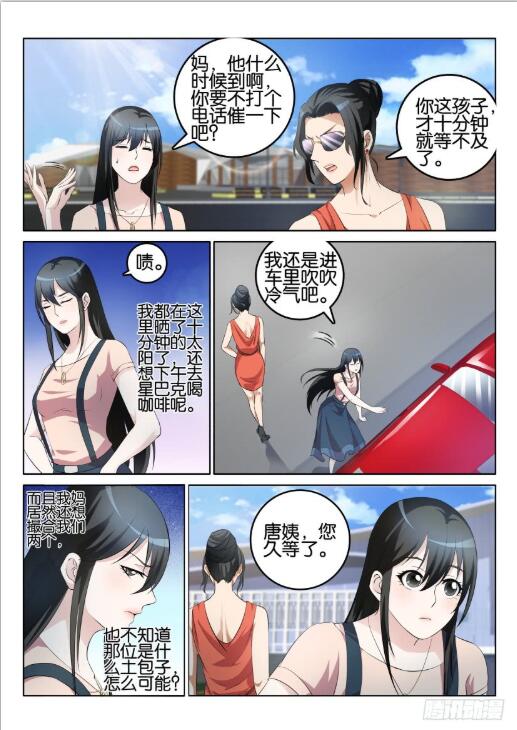 妈，他什么
时候到啊，
你要不打个
电话催一下
吧？
你这孩子，
才十分钟
就等不及
了。
啧。
我都在这
里晒了十
分钟的太
阳了，还
想下午去
星巴克喝
咖啡呢。
我还是进
车里吹吹
冷气吧。
而且我妈
居然还想
撮合我们
两个，
也不知道
那位是什
么土包子
怎么可能？
唐姨，您
久等了。
腾讯动漫